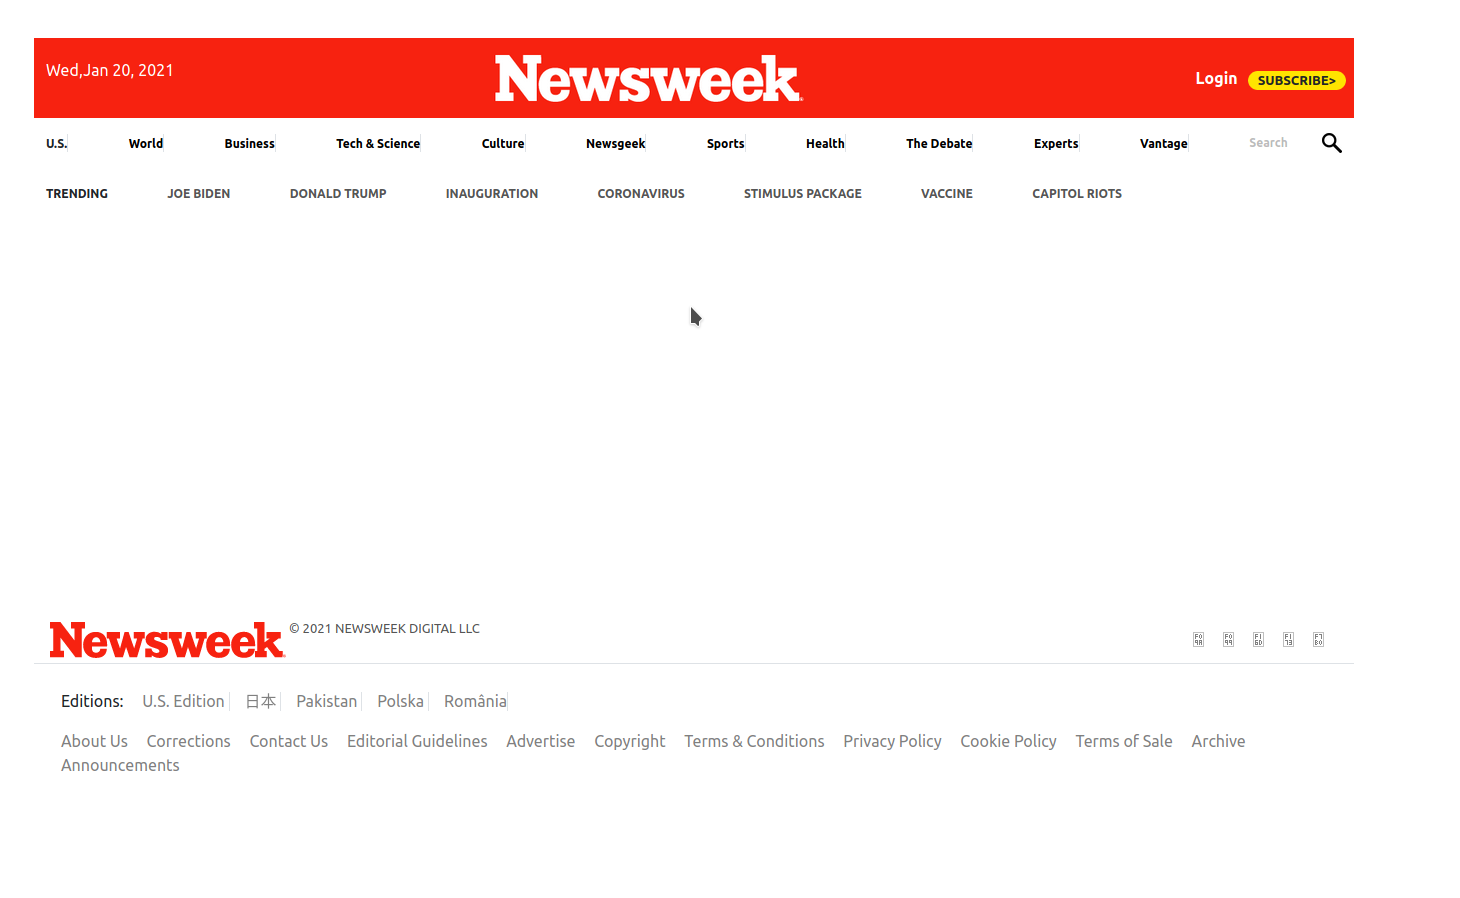 Wed,Jan 20, 2021
Newsweek
Login SUBSCRIBE>
U.S. World Business Tech & Science Culture Newsgeek Sports Health The Debate Experts Vantage Search
TRENDING JOE BIDEN DONALD TRUMP INAUGURATION CORONAVIRUS STIMULUS PACKAGE VACCINE CAPITOL RIOTS
Newsweek © 2021 NEWSWEEK DIGITAL LLC
Editions: U.S. Edition 日本 Pakistan Polska România
About Us Corrections Contact Us Editorial Guidelines Advertise Copyright Terms & Conditions Privacy Policy Cookie Policy Terms of Sale Archive
Announcements